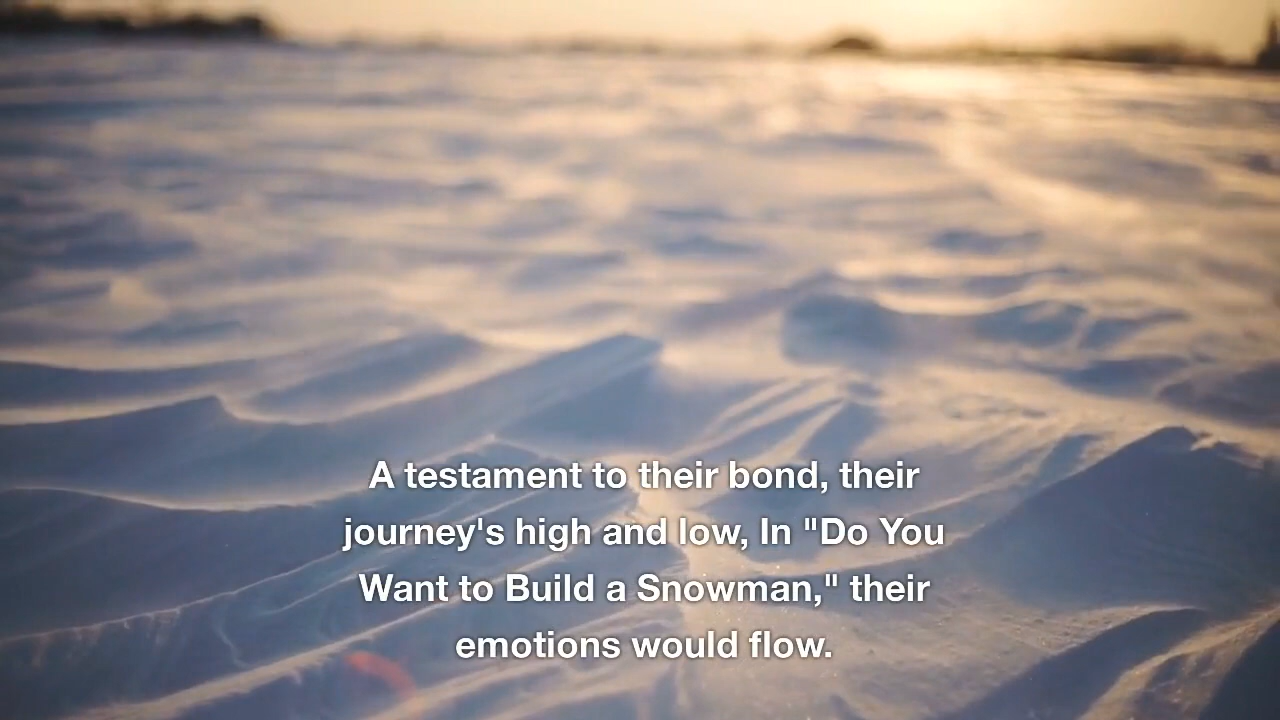 A testament to their bond, their
journey's high and low, In "Do You
Want to Build a Snowman," their
emotions would flow.